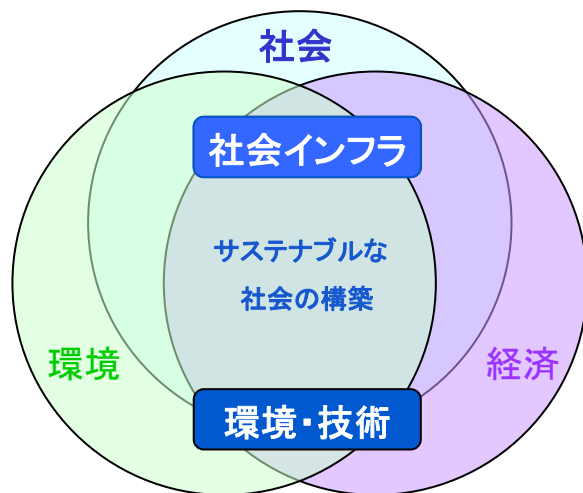 社会
社会インフラ
サステナブルな
社会の構築
環境
経済
環境・技術